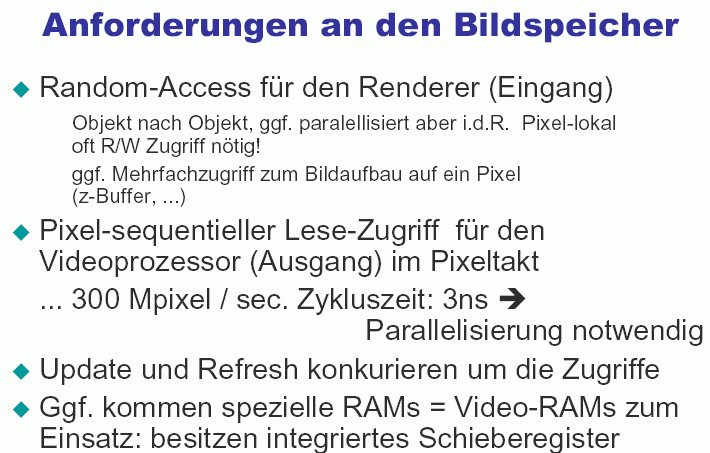 Anforderungen an den Bildspeicher
Random-Access für den Renderer (Eingang)
Objekt nach Objekt, ggf. paralellisiert aber i.d.R. Pixel-lokal
oft R/W Zugriff nötig!
ggf. Mehrfachzugriff zum Bildaufbau auf ein Pixel
(z-Buffer, ...)
Pixel-sequentieller Lese-Zugriff für den
Videoprozessor (Ausgang) im Pixeltakt
... 300 Mpixel / sec. Zykluszeit: 3ns ➔
Parallelisierung notwendig
Update und Refresh konkurieren um die Zugriffe
Ggf. kommen spezielle RAMs = Video-RAMs zum
Einsatz: besitzen integriertes Schieberegister